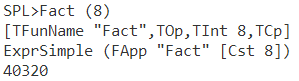 SPL>Fact (8)
[TFunName "Fact",TOp,TInt 8,TCp]
ExprSimple (FApp "Fact" [Cst 8])
40320